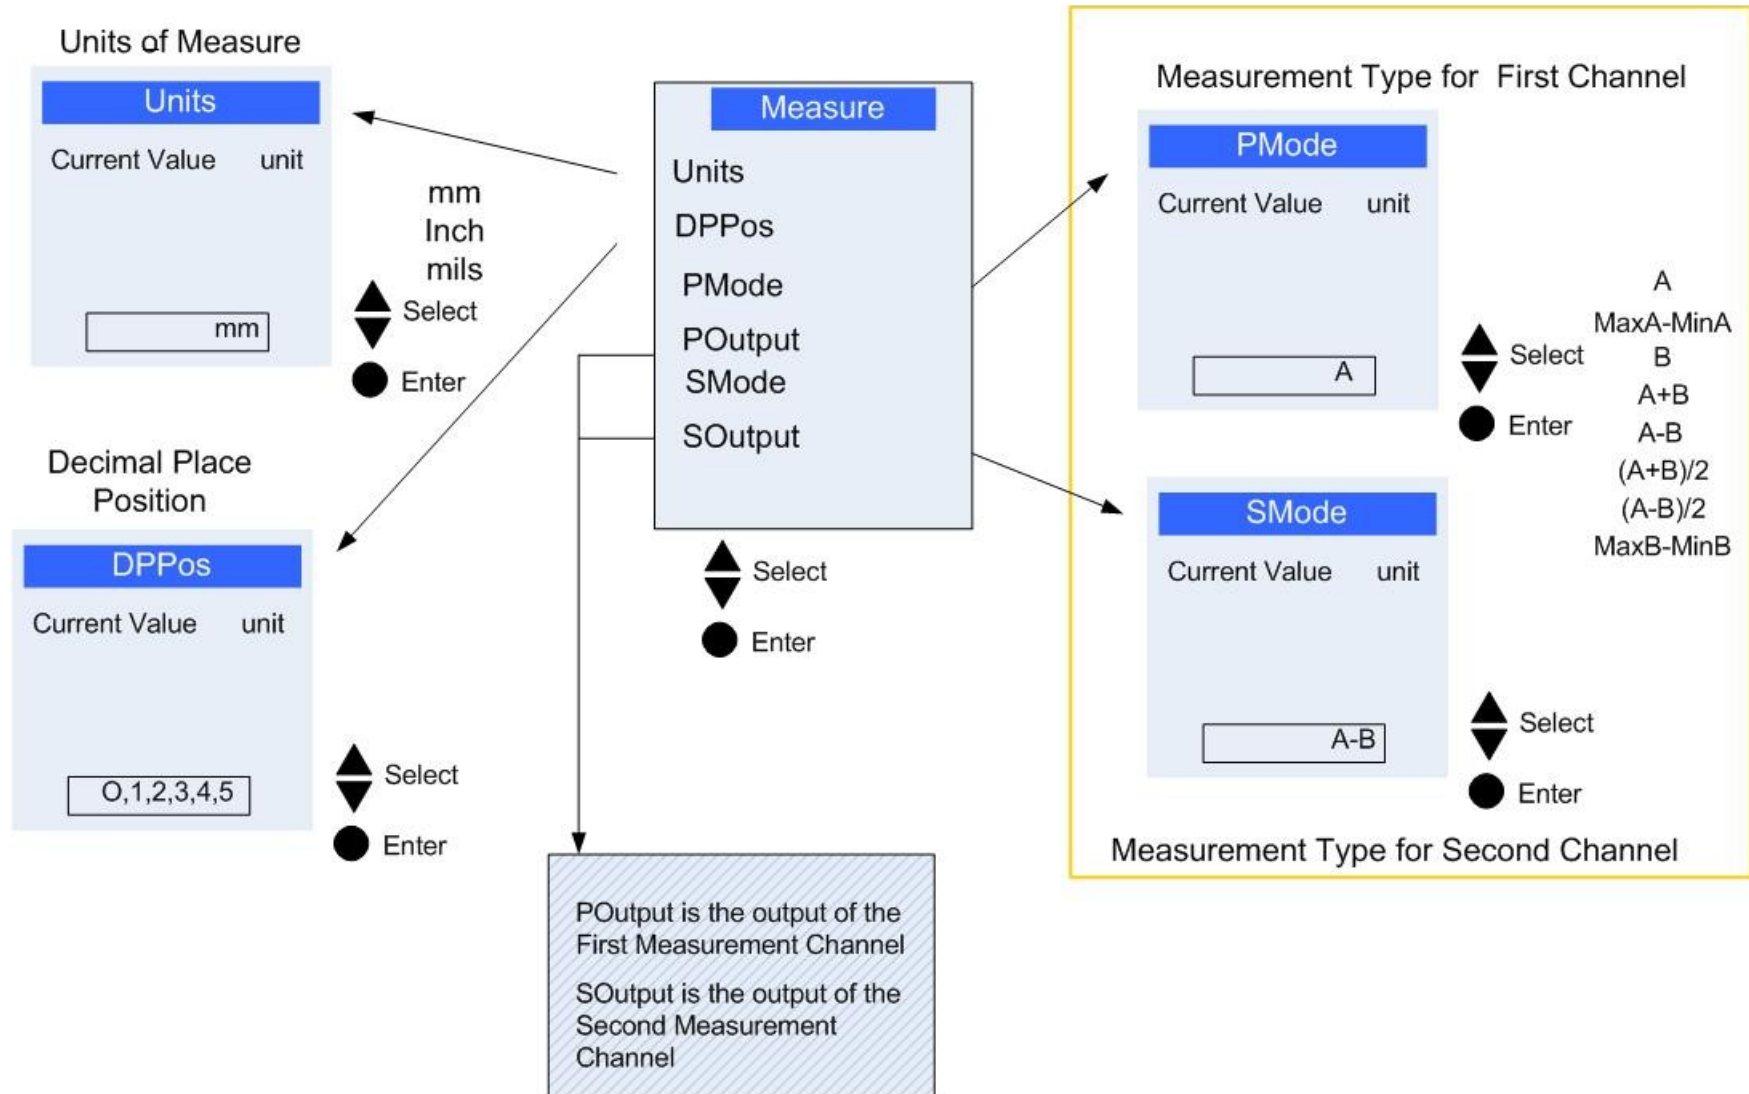 Units of Measure
Units
Current Value unit
mm
Inch
mils
mm
Select
Enter
Decimal Place
Position
DPPos
Current Value unit
O,1,2,3,4,5
Select
Enter
Measure
Units
DPPos
PMode
POutput
SMode
SOutput
Select
Enter
POutput is the output of the
First Measurement Channel
SOutput is the output of the
Second Measurement
Channel
Measurement Type for First Channel
PMode
Current Value unit
A
Select
Enter
A
MaxA-MinA
B
A+B
A-B
(A+B)/2
(A-B)/2
MaxB-MinB
SMode
Current Value unit
A-B
Select
Enter
Measurement Type for Second Channel